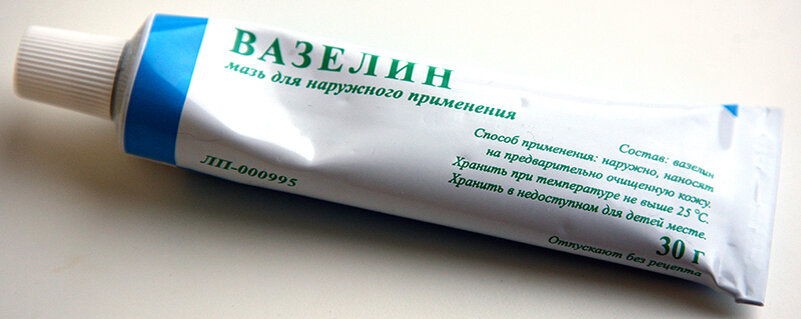 ВАЗЕЛИН
мазь для наружного применения
ЛП-000995
Состав: вазелин
Способ применения: наружно, наносят
на предварительно очищенную кожу.
Хранить при температуре не выше 25 °С.
Хранить в недоступном для детей месте.
30 г
Отпускают без рецепта